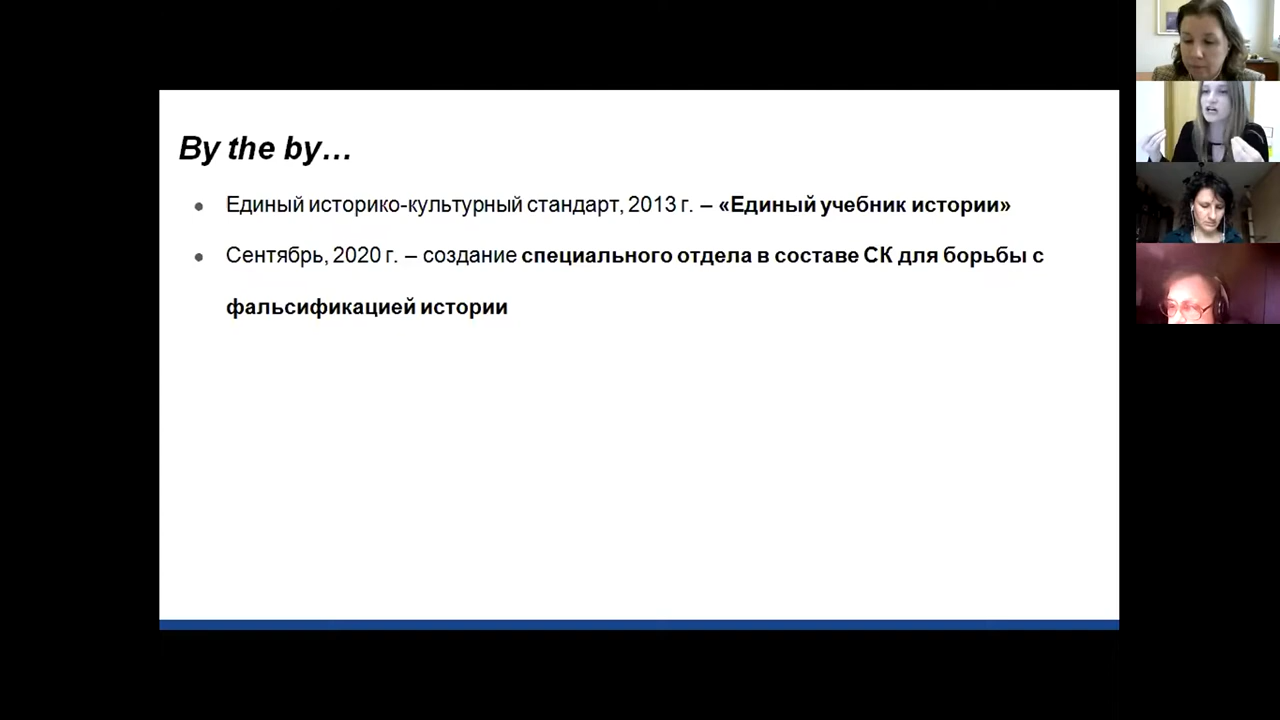 By the by…
Единый историко-культурный стандарт, 2013 г. – «Единый учебник истории»
Сентябрь, 2020 г. – создание специального отдела в составе СК для борьбы с
фальсификацией истории